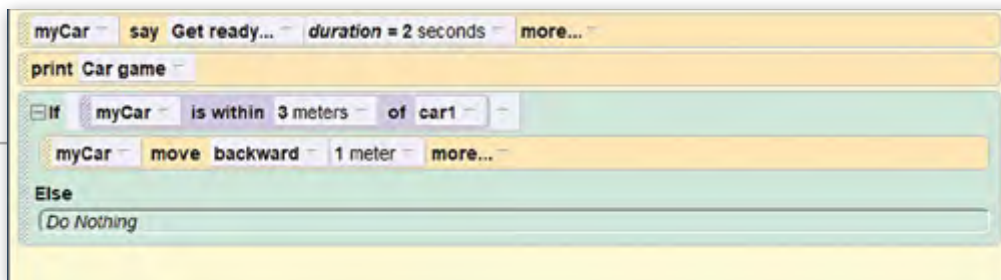 myCar say Get ready... duration = 2 seconds more...
print Car game
If myCar is within 3 meters of car1
myCar move backward 1 meter more...
Else
Do Nothing